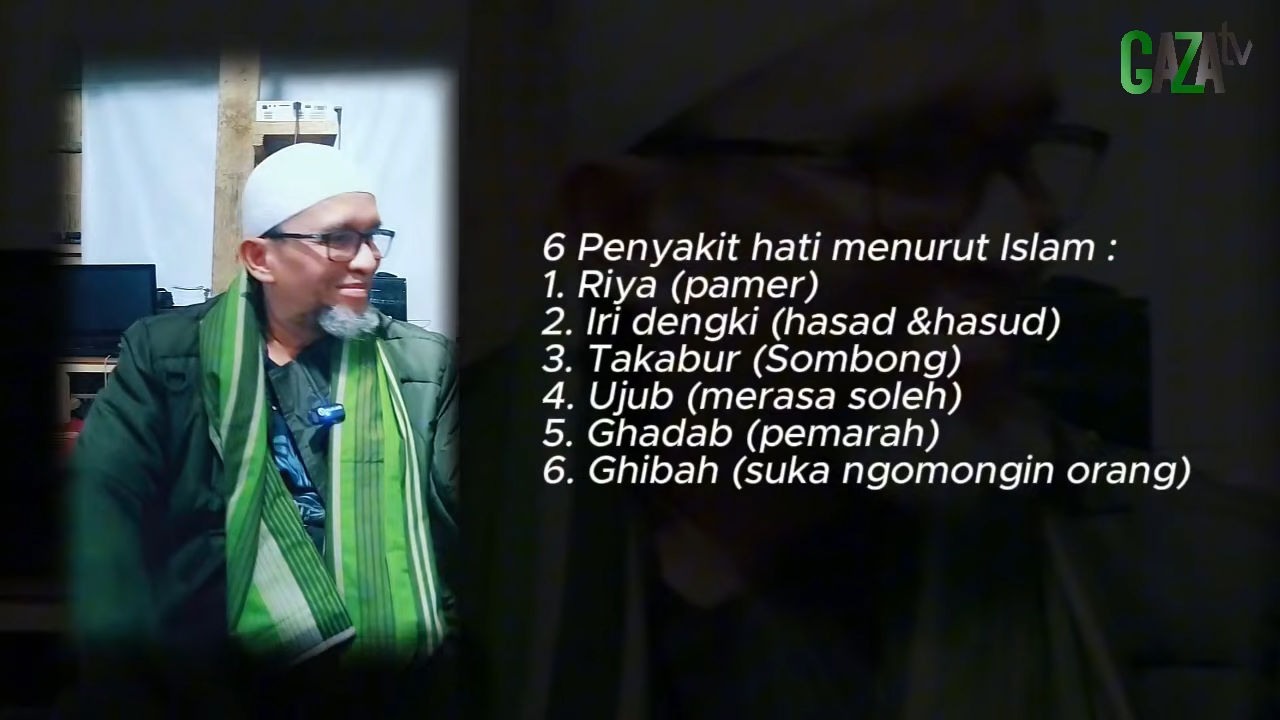 GAZA tv
6 Penyakit hati menurut Islam :
1. Riya (pamer)
2. Iri dengki (hasad &hasud)
3. Takabur (Sombong)
4. Ujub (merasa soleh)
5. Ghadab (pemarah)
6. Ghibah (suka ngomongin orang)